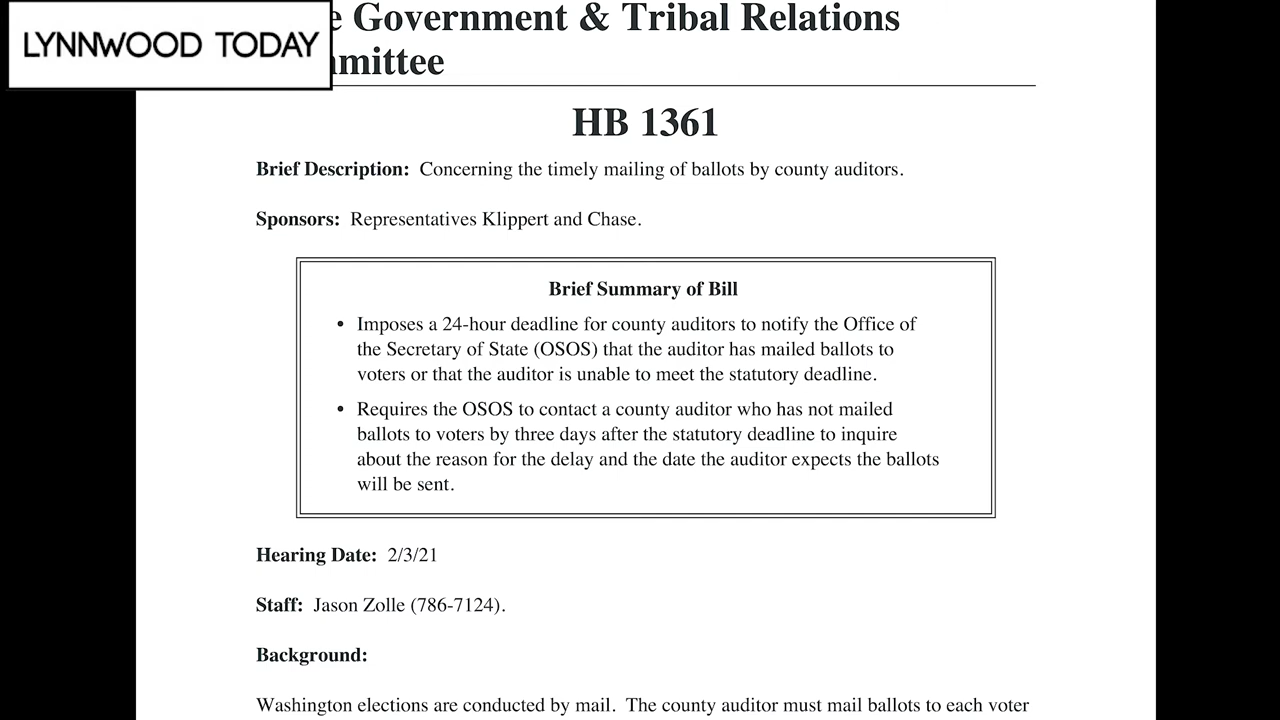 LYNNWOOD TODAY
Government & Tribal Relations
HB 1361
Brief Description: Concerning the timely mailing of ballots by county auditors.
Sponsors: Representatives Klippert and Chase.
Brief Summary of Bill
• Imposes a 24-hour deadline for county auditors to notify the Office of
the Secretary of State (OSOS) that the auditor has mailed ballots to
voters or that the auditor is unable to meet the statutory deadline.
• Requires the OSOS to contact a county auditor who has not mailed
ballots to voters by three days after the statutory deadline to inquire
about the reason for the delay and the date the auditor expects the ballots
will be sent.
Hearing Date: 2/3/21
Staff: Jason Zolle (786-7124).
Background:
Washington elections are conducted by mail. The county auditor must mail ballots to each voter